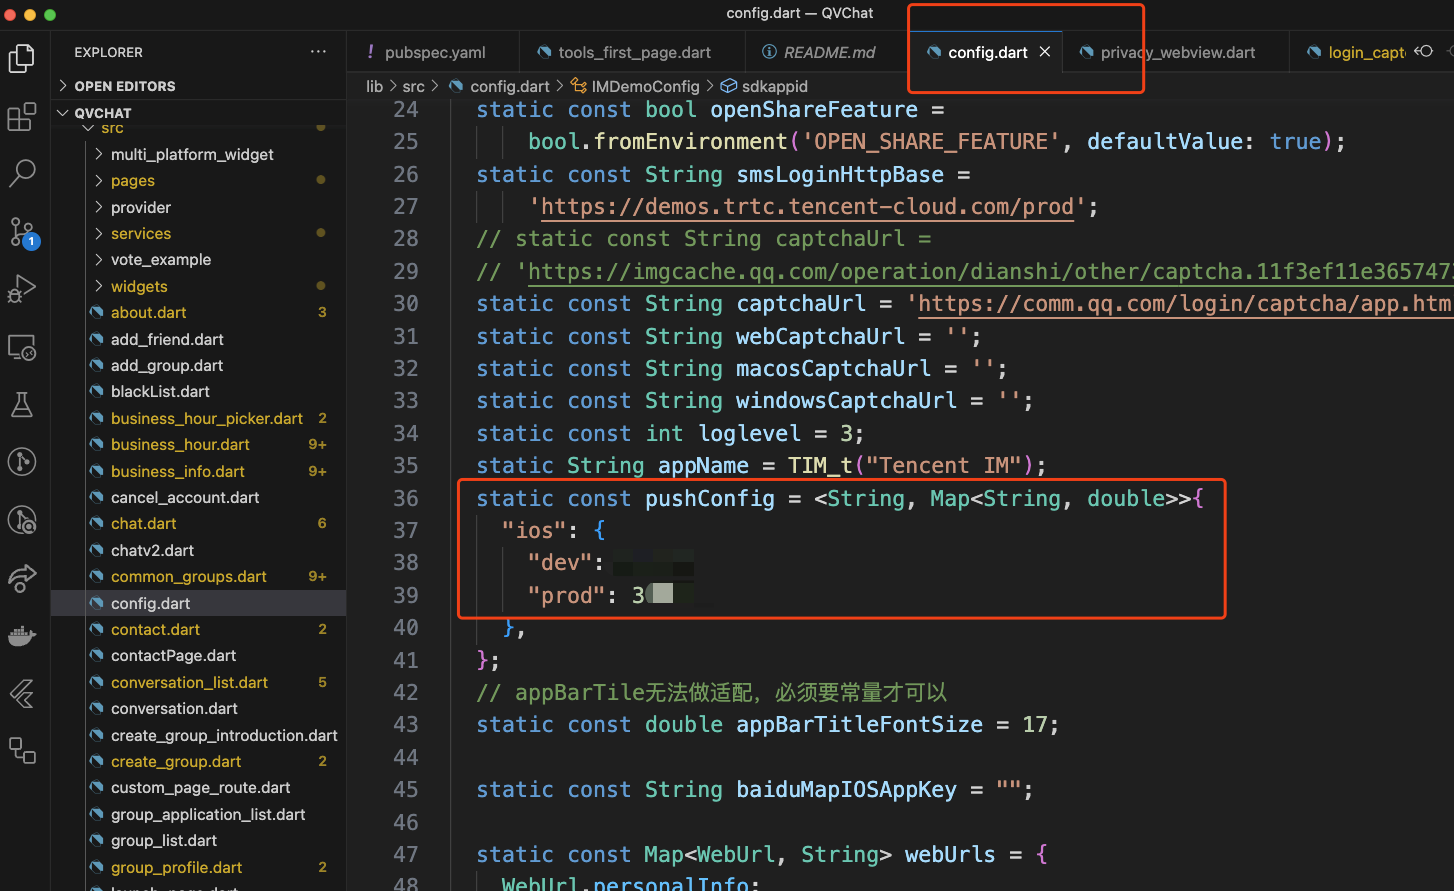 config.dart — QVChat
EXPLORER
! pubspec.yaml
tools_first_page.dart
README.md
config.dart
privacy_webview.dart
login_capt
OPEN EDITORS
lib > src > config.dart > IMDemoConfig > sdkappid
QVCHAT
src
multi_platform_widget
pages
provider
services
1
vote_example
widgets
about.dart 3
add_friend.dart
add_group.dart
blackList.dart
business_hour_picker.dart 2
business_hour.dart 9+
business_info.dart 9+
cancel_account.dart
chat.dart 6
chatv2.dart
common_groups.dart 9+
config.dart
contact.dart 2
contactPage.dart
conversation_list.dart 5
conversation.dart
create_group_introduction.dart
create_group.dart 2
custom_page_route.dart
group_application_list.dart
group_list.dart
group_profile.dart 2
24 static const bool openShareFeature =
25 bool.fromEnvironment('OPEN_SHARE_FEATURE', defaultValue: true);
26 static const String smsLoginHttpBase =
27 'https://demos.trtc.tencent-cloud.com/prod';
28 // static const String captchaUrl =
29 // 'https://imgcache.qq.com/operation/dianshi/other/captcha.11f3ef11e3657473
30 static const String captchaUrl = 'https://comm.qq.com/login/captcha/app.htm
31 static const String webCaptchaUrl = '';
32 static const String macosCaptchaUrl = '';
33 static const String windowsCaptchaUrl = '';
34 static const int loglevel = 3;
35 static String appName = TIM_t("Tencent IM");
36 static const pushConfig = <String, Map<String, double>>{
37 "ios": {
38 "dev":
39 "prod": 3
40 },
41 };
42 // appBarTile无法做适配，必须要常量才可以
43 static const double appBarTitleFontSize = 17;
44
45 static const String baiduMapIOSAppKey = "";
46
47 static const Map<WebUrl, String> webUrls = {
48 WebUrl.personalInfo: